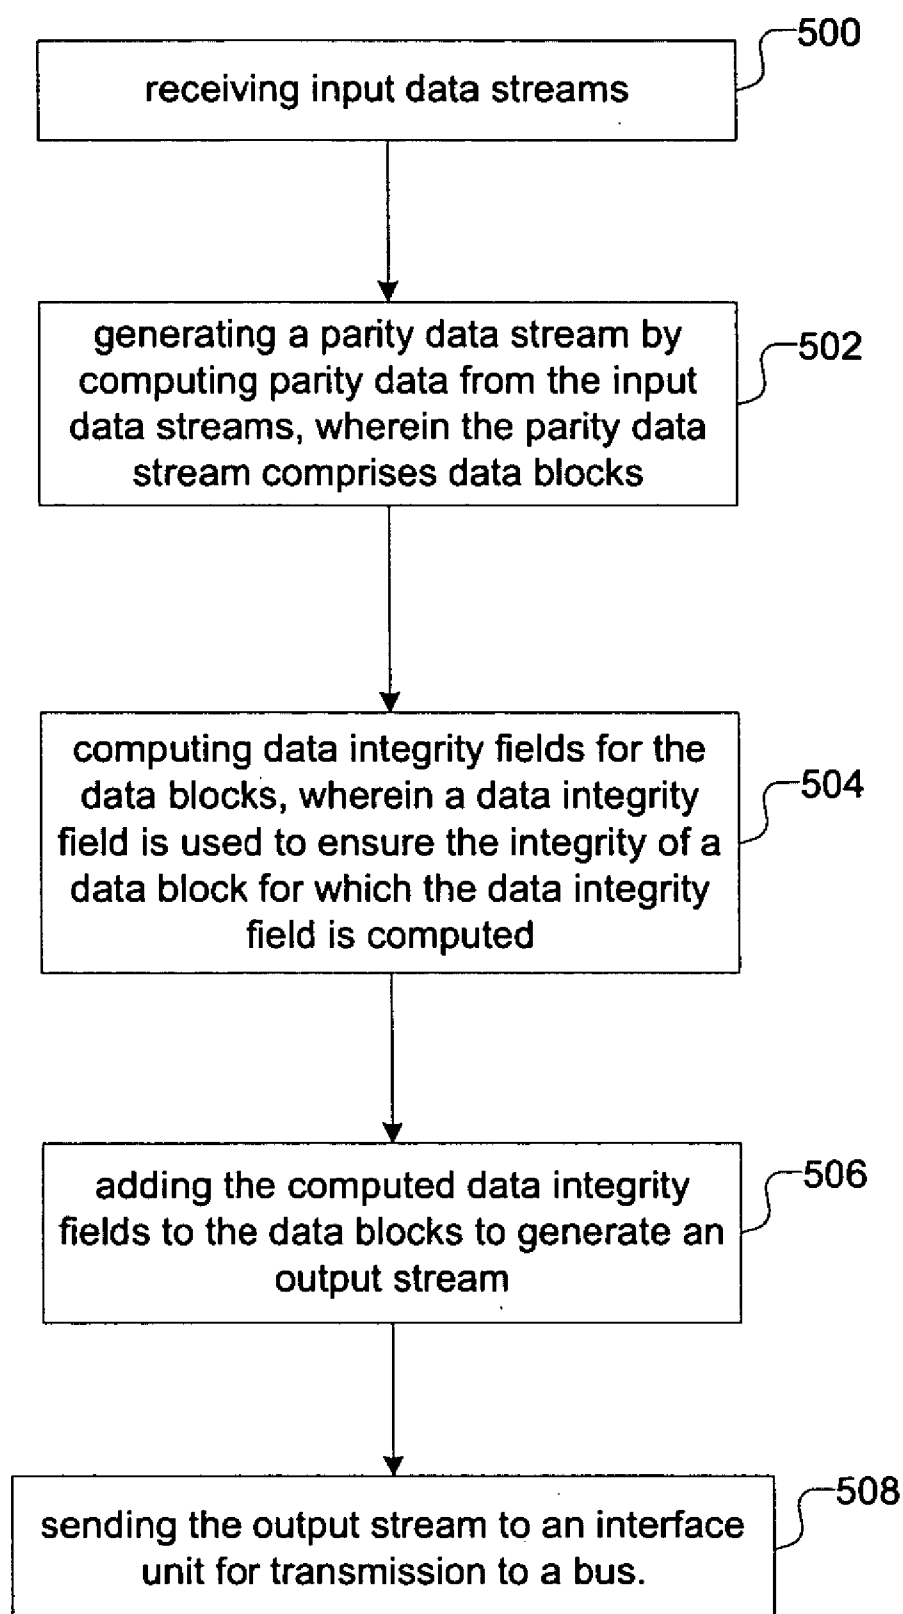 500
receiving input data streams
502
generating a parity data stream by
computing parity data from the input
data streams, wherein the parity data
stream comprises data blocks
504
computing data integrity fields for the
data blocks, wherein a data integrity
field is used to ensure the integrity of a
data block for which the data integrity
field is computed
506
adding the computed data integrity
fields to the data blocks to generate an
output stream
508
sending the output stream to an interface
unit for transmission to a bus.